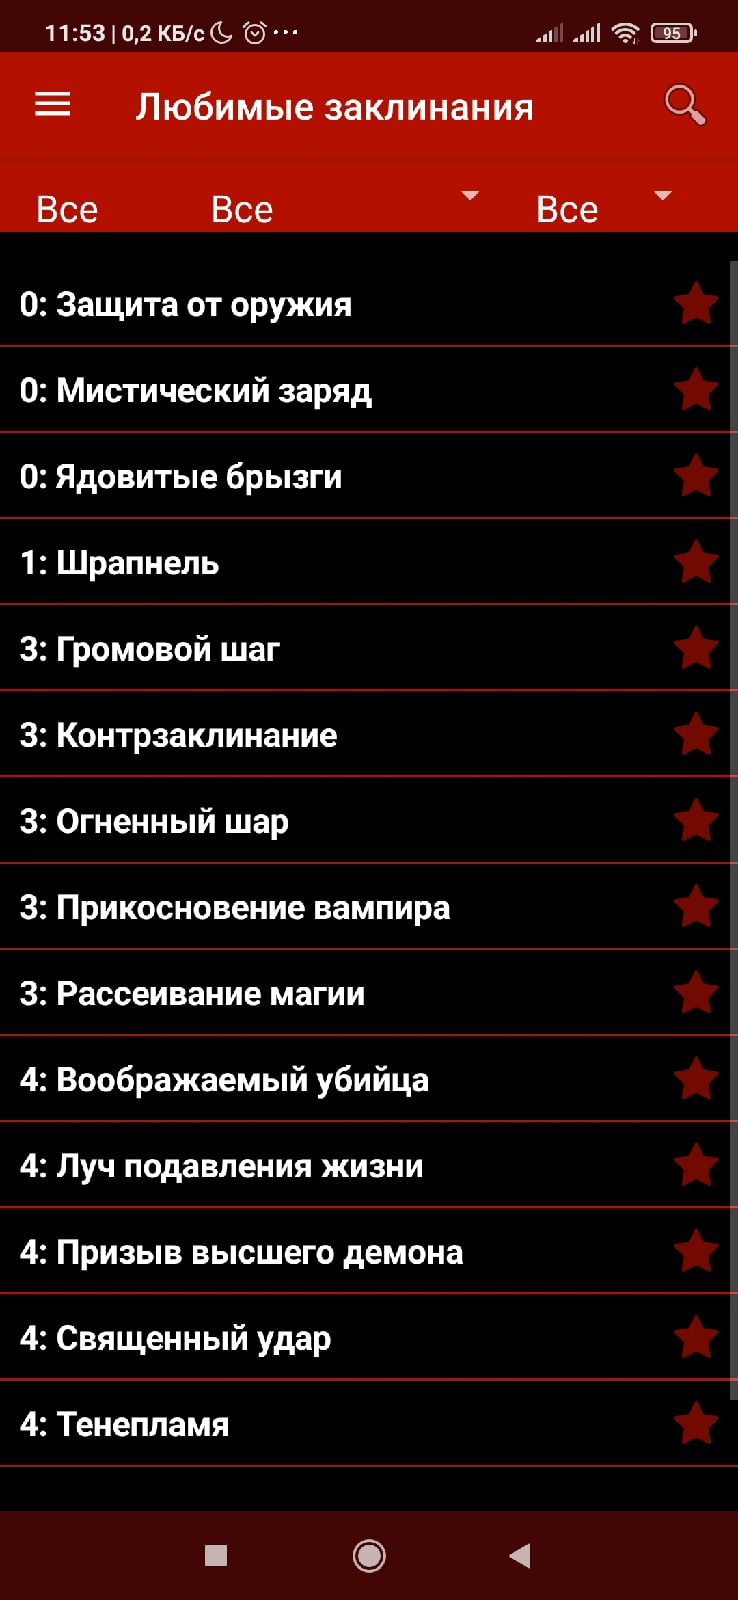 11:53 | 0,2 КБ/с
95
Любимые заклинания
Все Все Все
0: Защита от оружия
0: Мистический заряд
0: Ядовитые брызги
1: Шрапнель
3: Громовой шаг
3: Контрзаклинание
3: Огненный шар
3: Прикосновение вампира
3: Рассеивание магии
4: Воображаемый убийца
4: Луч подавления жизни
4: Призыв высшего демона
4: Священный удар
4: Тенепламя